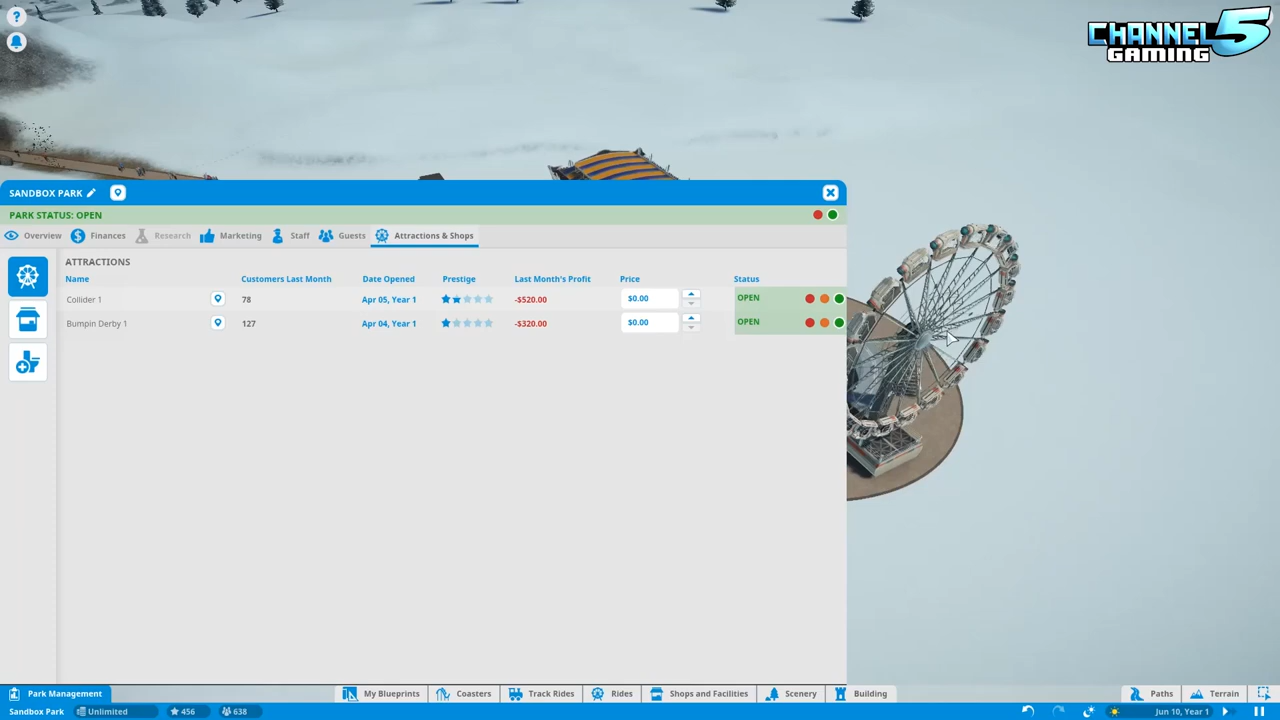 ?
CHANNEL 5
GAMING
SANDBOX PARK
PARK STATUS: OPEN
Overview Finances Research Marketing Staff Guests Attractions & Shops
ATTRACTIONS
Name Customers Last Month Date Opened Prestige Last Month's Profit Price Status
Collider 1 78 Apr 05, Year 1 -$520.00 $0.00 OPEN
Bumpin Derby 1 127 Apr 04, Year 1 -$320.00 $0.00 OPEN
Park Management My Blueprints Coasters Track Rides Rides Shops and Facilities Scenery Building Paths Terrain
Sandbox Park Unlimited 456 638 Jun 10, Year 1